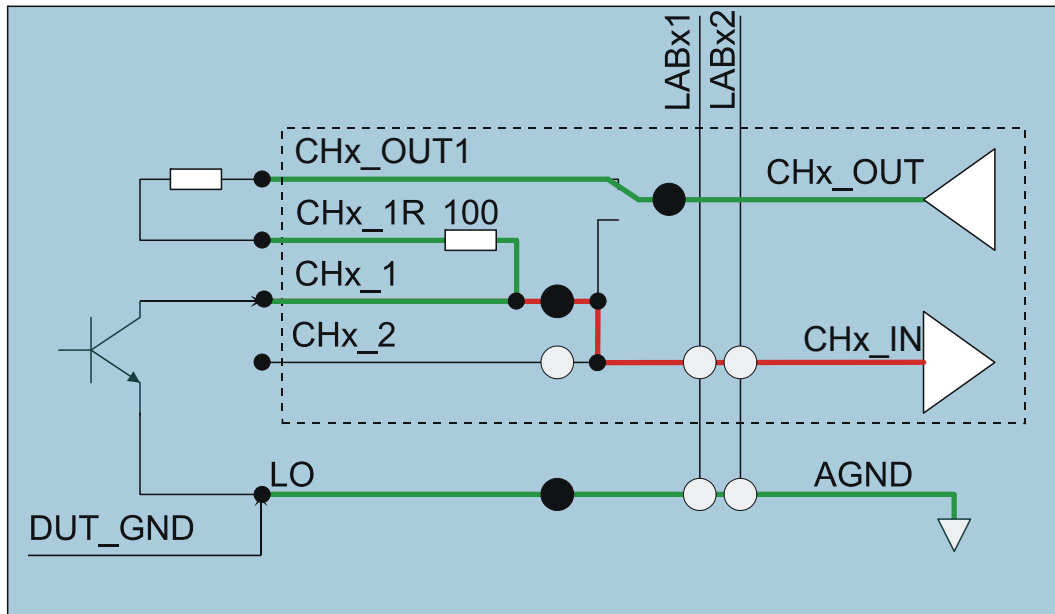 LABx1
LABx2
CHx_OUT1
CHx_OUT
CHx_1R 100
CHx_1
CHx_2
CHx_IN
LO
AGND
DUT_GND